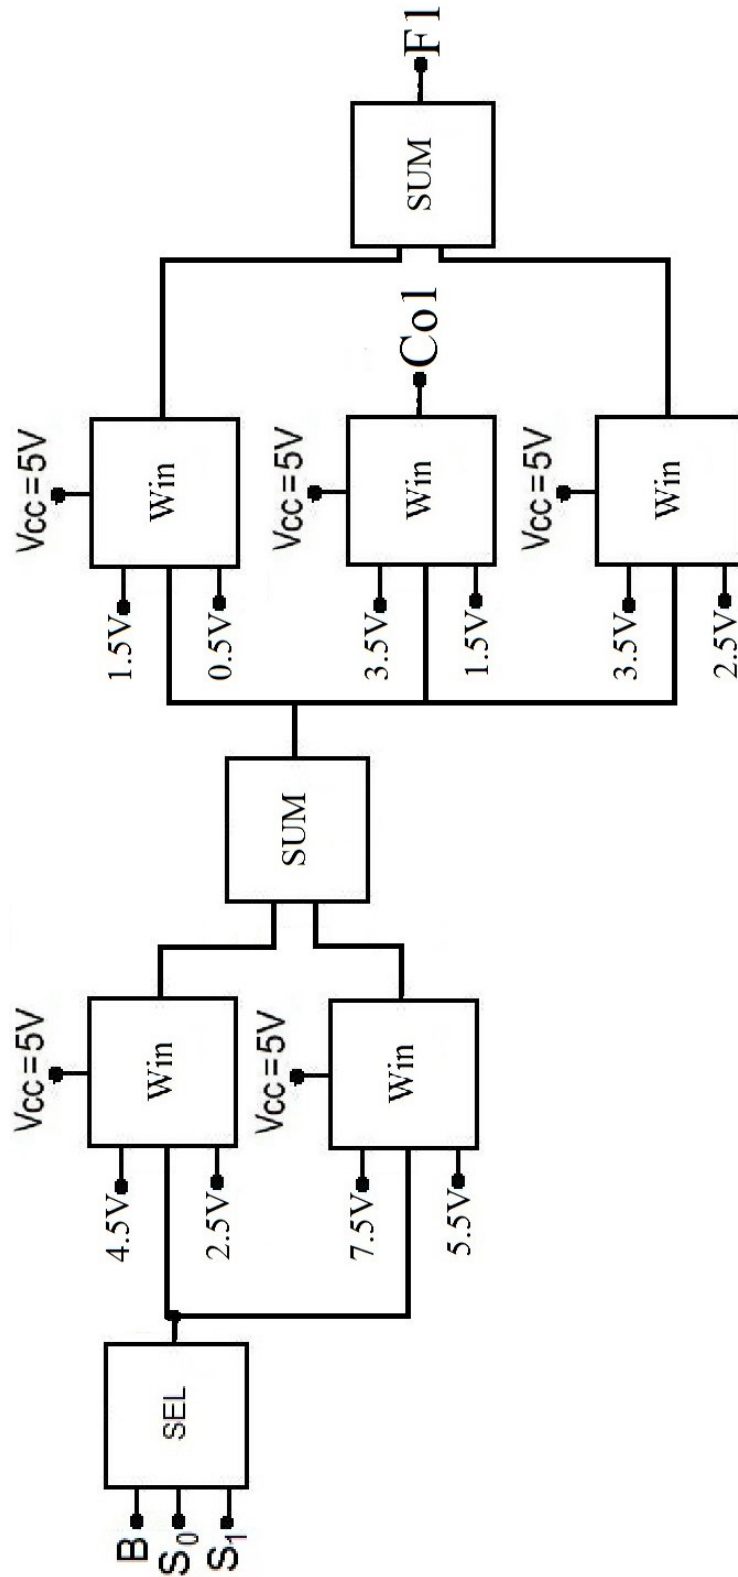 Vcc=5V
Vcc=5V
4.5V
1.5V
B
Win
Win
S₀
SEL
S₁
2.5V
0.5V
Vcc=5V
Vcc=5V
SUM
7.5V
3.5V
Win
Win
Co1
SUM
F1
5.5V
1.5V
Vcc=5V
3.5V
Win
2.5V